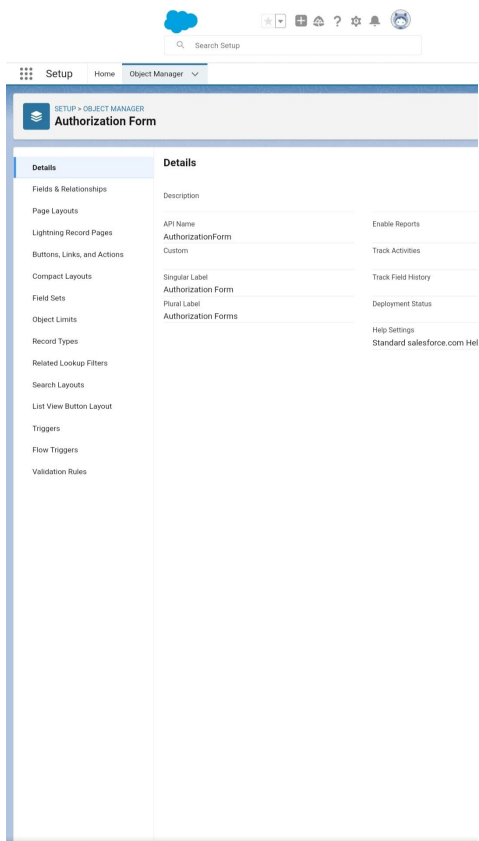 Search Setup
Setup
Home
Object Manager
SETUP > OBJECT MANAGER
Authorization Form
Details
Fields & Relationships
Page Layouts
Lightning Record Pages
Buttons, Links, and Actions
Compact Layouts
Field Sets
Object Limits
Record Types
Related Lookup Filters
Search Layouts
List View Button Layout
Triggers
Flow Triggers
Validation Rules
Details
Description
API Name
AuthorizationForm
Custom
Singular Label
Authorization Form
Plural Label
Authorization Forms
Enable Reports
Track Activities
Track Field History
Deployment Status
Help Settings
Standard salesforce.com Hel